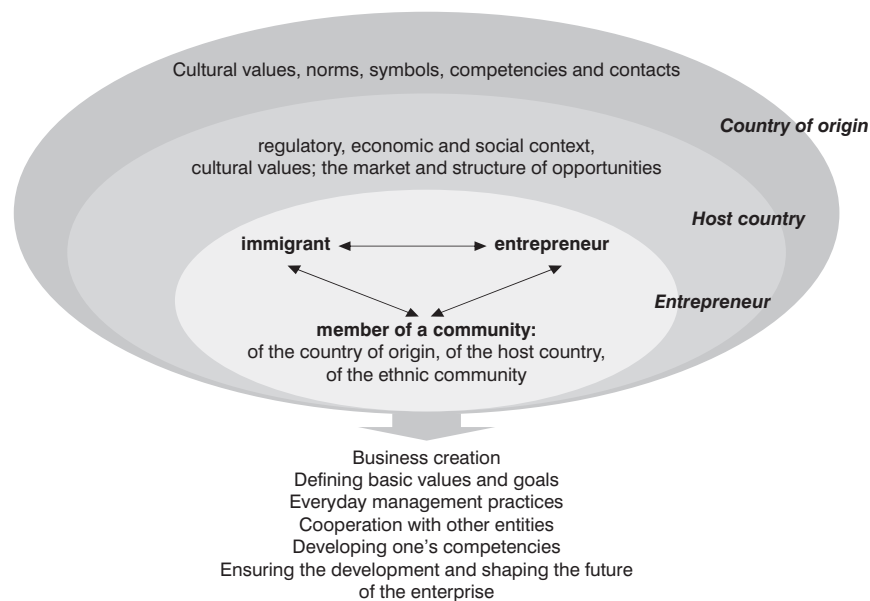 Cultural values, norms, symbols, competencies and contacts
Country of origin
regulatory, economic and social context,
cultural values; the market and structure of opportunities
Host country
immigrant
entrepreneur
Entrepreneur
member of a community:
of the country of origin, of the host country,
of the ethnic community
Business creation
Defining basic values and goals
Everyday management practices
Cooperation with other entities
Developing one’s competencies
Ensuring the development and shaping the future
of the enterprise